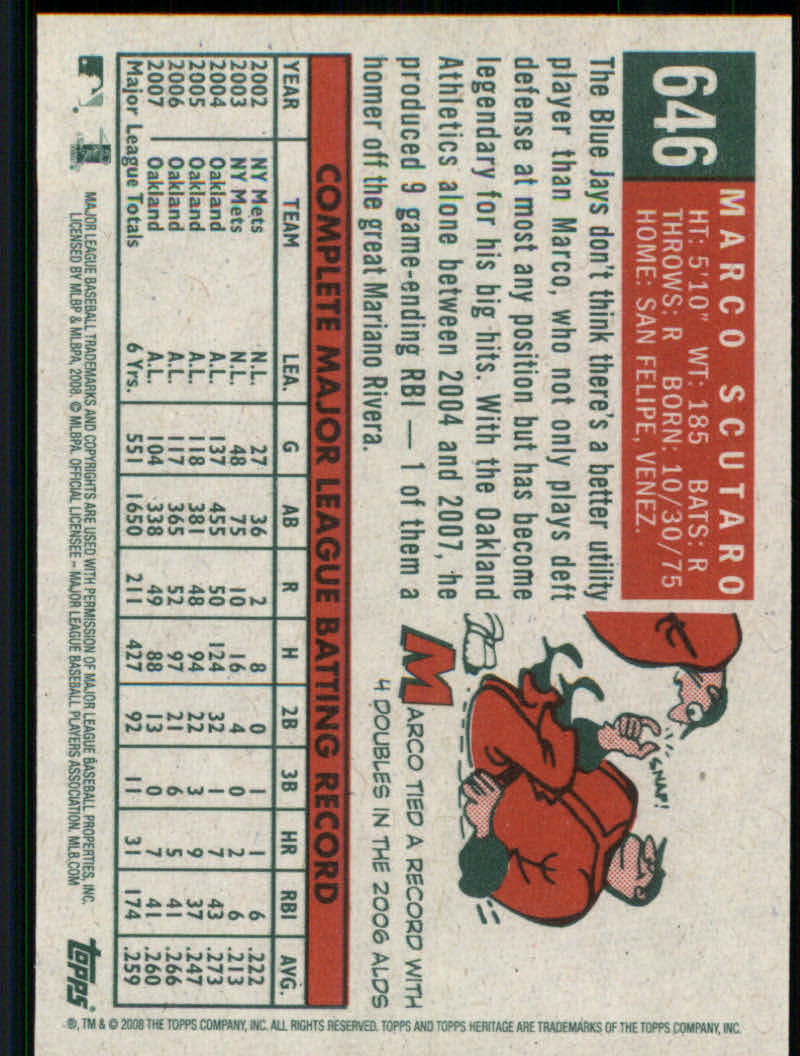 646
MARCO SCUTARO
HT: 5'10" WT: 185 BATS: R
THROWS: R BORN: 10/30/75
HOME: SAN FELIPE, VENEZ.
The Blue Jays don't think there's a better utility
player than Marco, who not only plays deft
defense at most any position but has become
legendary for his big hits. With the Oakland
Athletics alone between 2004 and 2007, he
produced 9 game-ending RBI — 1 of them a
homer off the great Mariano Rivera.
SNAP!
MARCO TIED A RECORD WITH
4 DOUBLES IN THE 2006 ALDS
COMPLETE MAJOR LEAGUE BATTING RECORD
YEAR TEAM LEA. G AB R H 2B 3B HR RBI AVG.
2002 NY Mets N.L. 27 36 2 8 0 1 1 6 .222
2003 NY Mets N.L. 48 75 10 16 4 0 2 6 .213
2004 Oakland A.L. 137 455 50 124 32 1 7 43 .273
2005 Oakland A.L. 118 381 48 94 22 3 9 37 .247
2006 Oakland A.L. 117 365 52 97 21 6 5 41 .266
2007 Oakland A.L. 104 338 49 88 13 0 7 41 .260
Major League Totals 6 Yrs. 551 1650 211 427 92 11 31 174 .259
MAJOR LEAGUE BASEBALL TRADEMARKS AND COPYRIGHTS ARE USED WITH PERMISSION OF MAJOR LEAGUE BASEBALL PROPERTIES, INC.
LICENSED BY MLBP & MLBPA, 2008. © MLBPA. OFFICIAL LICENSEE - MAJOR LEAGUE BASEBALL PLAYERS ASSOCIATION. MLB.COM
topps®
®, TM & © 2008 THE TOPPS COMPANY, INC. ALL RIGHTS RESERVED. TOPPS AND TOPPS HERITAGE ARE TRADEMARKS OF THE TOPPS COMPANY, INC.